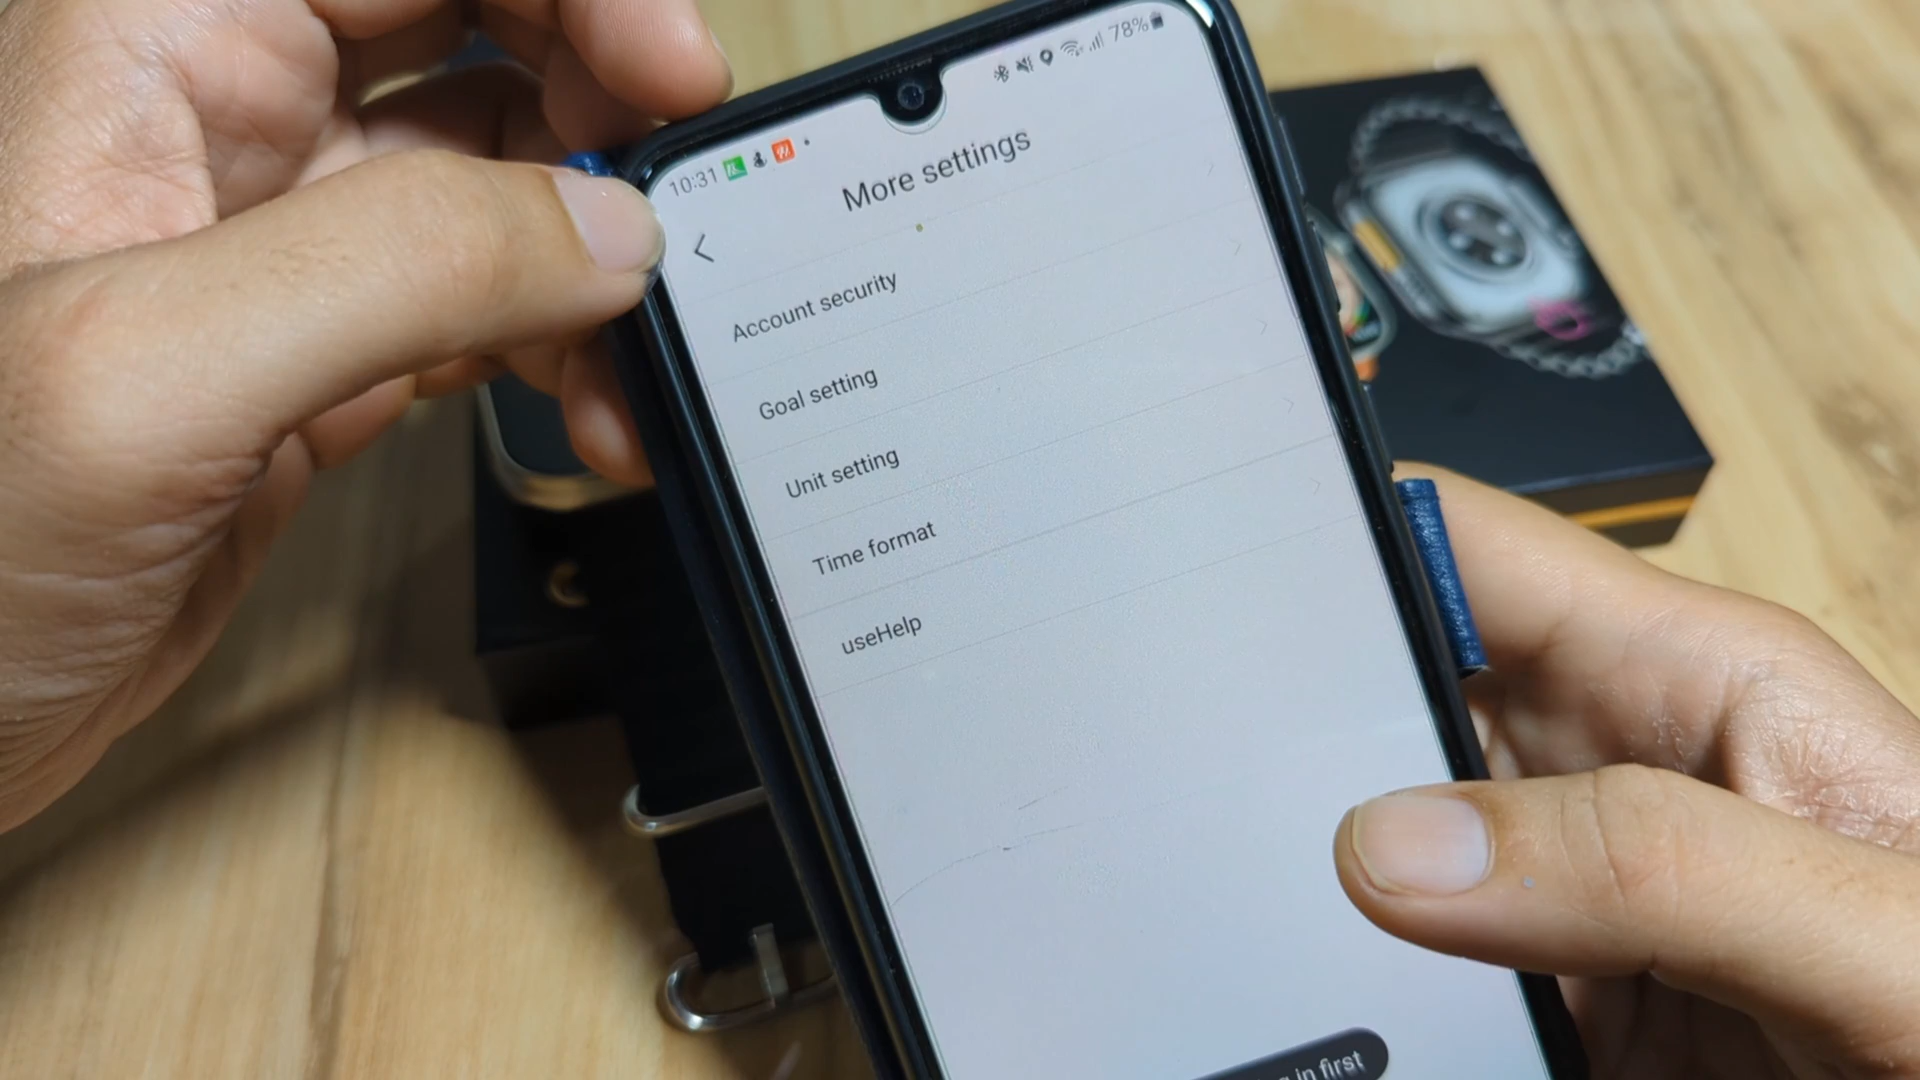 10:31
78%
More settings
Account security
Goal setting
Unit setting
Time format
useHelp
in first